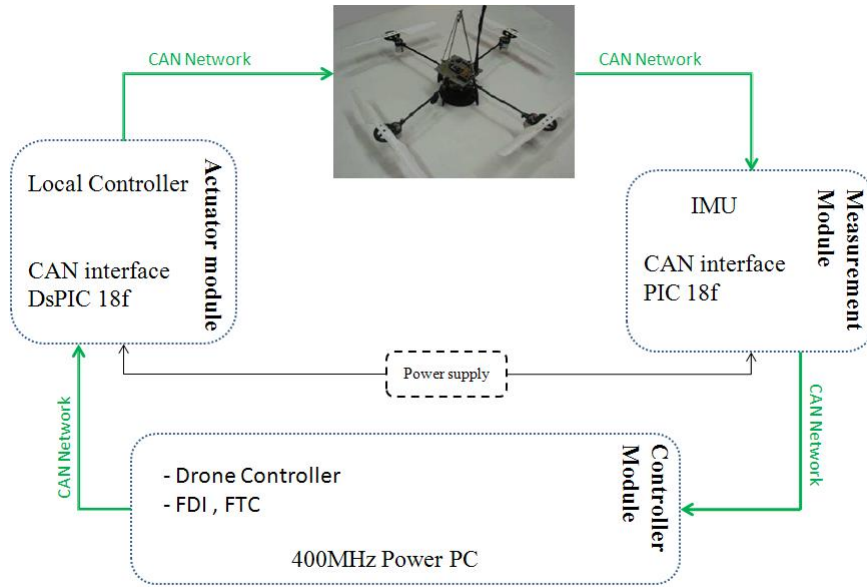 CAN Network
CAN Network
Local Controller
CAN interface
DsPIC 18f
Actuator module
IMU
CAN interface
PIC 18f
Measurement
Module
Power supply
CAN Network
CAN Network
- Drone Controller
- FDI , FTC
400MHz Power PC
Controller
Module